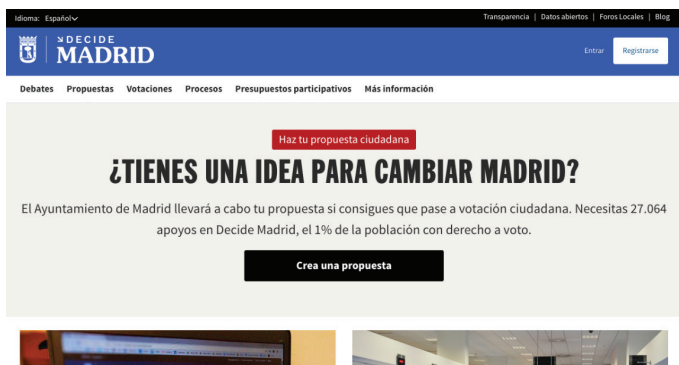 Idioma: Español
Transparencia | Datos abiertos | Foros Locales | Blog
DECIDE
MADRID
Entrar
Registrarse
Debates Propuestas Votaciones Procesos Presupuestos participativos Más información
Haz tu propuesta ciudadana
¿TIENES UNA IDEA PARA CAMBIAR MADRID?
El Ayuntamiento de Madrid llevará a cabo tu propuesta si consigues que pase a votación ciudadana. Necesitas 27.064
apoyos en Decide Madrid, el 1% de la población con derecho a voto.
Crea una propuesta